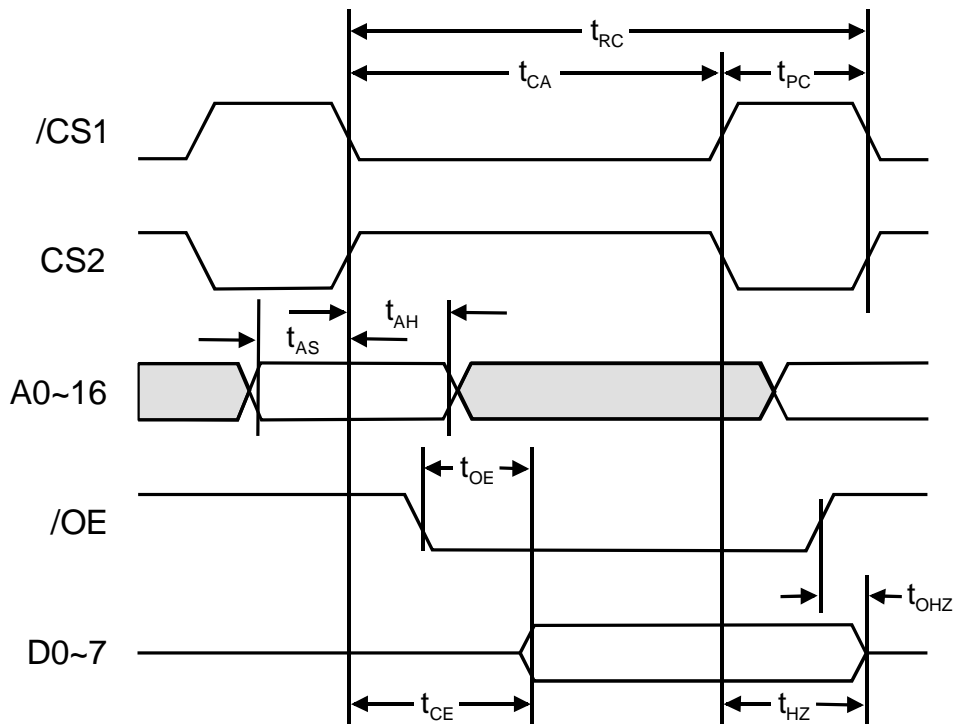 tRC
tCA tPC
/CS1
CS2
tAH
tAS
A0~16
tOE
/OE
tOHZ
D0~7
tCE tHZ